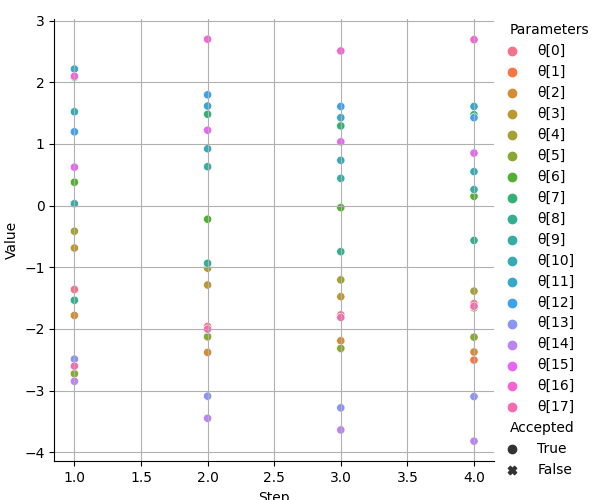 3
2
1
0
−1
−2
−3
−4
Value
1.0
1.5
2.0
2.5
3.0
3.5
4.0
Step
Parameters
θ[0]
θ[1]
θ[2]
θ[3]
θ[4]
θ[5]
θ[6]
θ[7]
θ[8]
θ[9]
θ[10]
θ[11]
θ[12]
θ[13]
θ[14]
θ[15]
θ[16]
θ[17]
Accepted
True
False